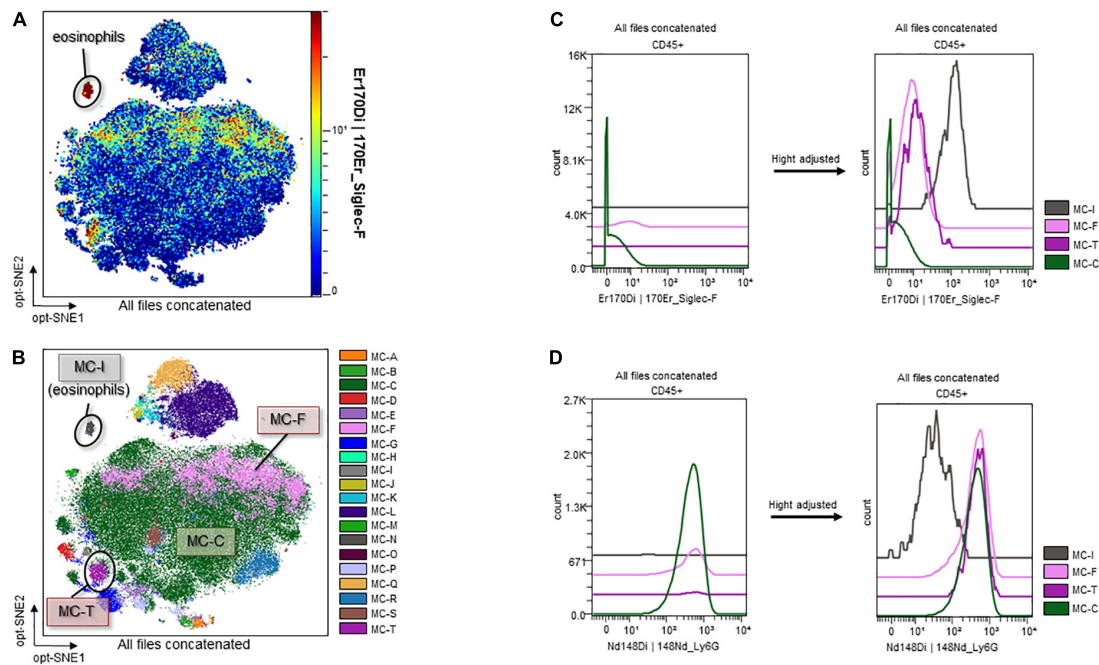 A
eosinophils
10¹
0
Er170Di | 170Er_Siglec-F
opt-SNE2
opt-SNE1
All files concatenated
B
MC-I
(eosinophils)
MC-F
MC-C
MC-T
opt-SNE2
opt-SNE1
All files concatenated
MC-A
MC-B
MC-C
MC-D
MC-E
MC-F
MC-G
MC-H
MC-I
MC-J
MC-K
MC-L
MC-M
MC-N
MC-O
MC-P
MC-Q
MC-R
MC-S
MC-T
C
All files concatenated
CD45+
16K
12K
8.1K
4.0K
0.0
count
0 10¹ 10² 10³ 10⁴
Er170Di | 170Er_Siglec-F
Hight adjusted
All files concatenated
CD45+
count
0 10¹ 10² 10³ 10⁴
Er170Di | 170Er_Siglec-F
MC-I
MC-F
MC-T
MC-C
D
All files concatenated
CD45+
2.7K
2.0K
1.3K
671
0.0
count
0 10¹ 10² 10³ 10⁴
Nd148Di | 148Nd_Ly6G
Hight adjusted
All files concatenated
CD45+
count
0 10¹ 10² 10³ 10⁴
Nd148Di | 148Nd_Ly6G
MC-I
MC-F
MC-T
MC-C